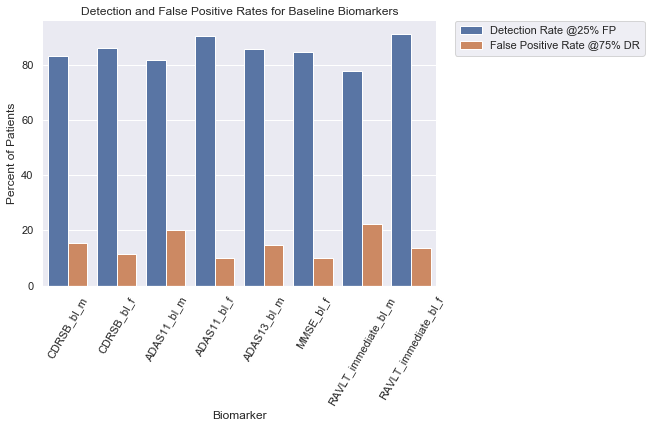 Detection and False Positive Rates for Baseline Biomarkers
Detection Rate @25% FP
False Positive Rate @75% DR
Percent of Patients
80
60
40
20
0
CDRSB_bl_m
CDRSB_bl_f
ADAS11_bl_m
ADAS11_bl_f
ADAS13_bl_m
MMSE_bl_f
RAVLT_immediate_bl_m
RAVLT_immediate_bl_f
Biomarker